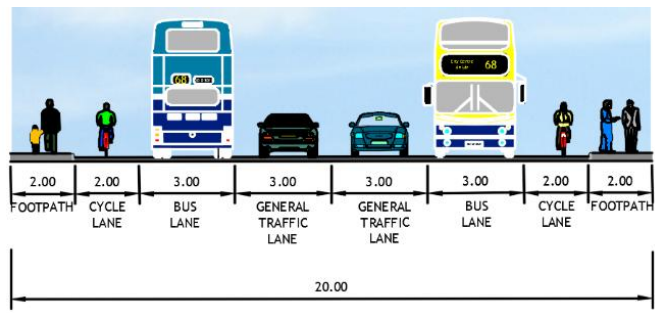 68
68
2.00 2.00 3.00 3.00 3.00 3.00 2.00 2.00
FOOTPATH CYCLE LANE BUS LANE GENERAL TRAFFIC LANE GENERAL TRAFFIC LANE BUS LANE CYCLE LANE FOOTPATH
20.00